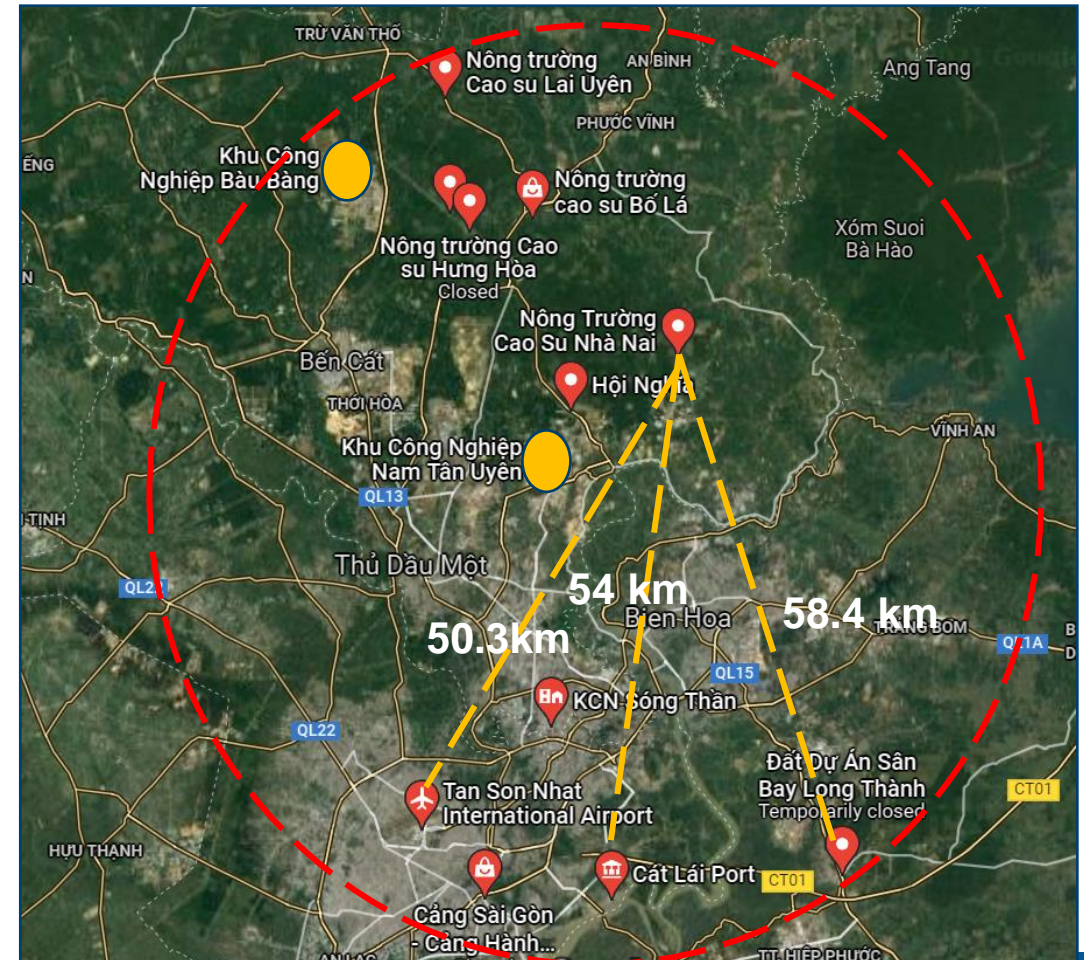 TRỪ VĂN THỐ
Nông trường
Cao su Lai Uyên
AN BÌNH
Ang Tang
PHƯỚC VĨNH
Khu Công
Nghiệp Bàu Bàng
ẾNG
Nông trường
cao su Bố Lá
Xóm Suoi
Bà Hào
Nông trường Cao
su Hưng Hòa
Closed
N
Nông Trường
Cao Su Nhà Nai
Bến Cát
Hội Nghĩa
THỚI HÒA
VĨNH AN
Khu Công Nghiệp
Nam Tân Uyên
QL13
TỊNH
Thủ Dầu Một
QL22
54 km
Bien Hoa
58.4 km
TRẢNG BOM
50.3km
QL1A
B
D
QL15
KCN Sóng Thần
QL22
Đất Dự Án Sân
Bay Long Thành
Temporarily closed
CT01
Tan Son Nhat
International Airport
HỰU THẠNH
Cát Lái Port
CT01
Cảng Sài Gòn
- Cảng Hành...
AN LẠC
TT. HIỆP PHƯỚC